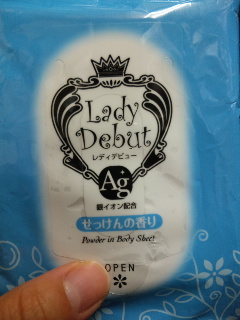 Lady
Debut
レディデビュー
Ag+
銀イオン配合
せっけんの香り
Powder in Body Sheet
OPEN